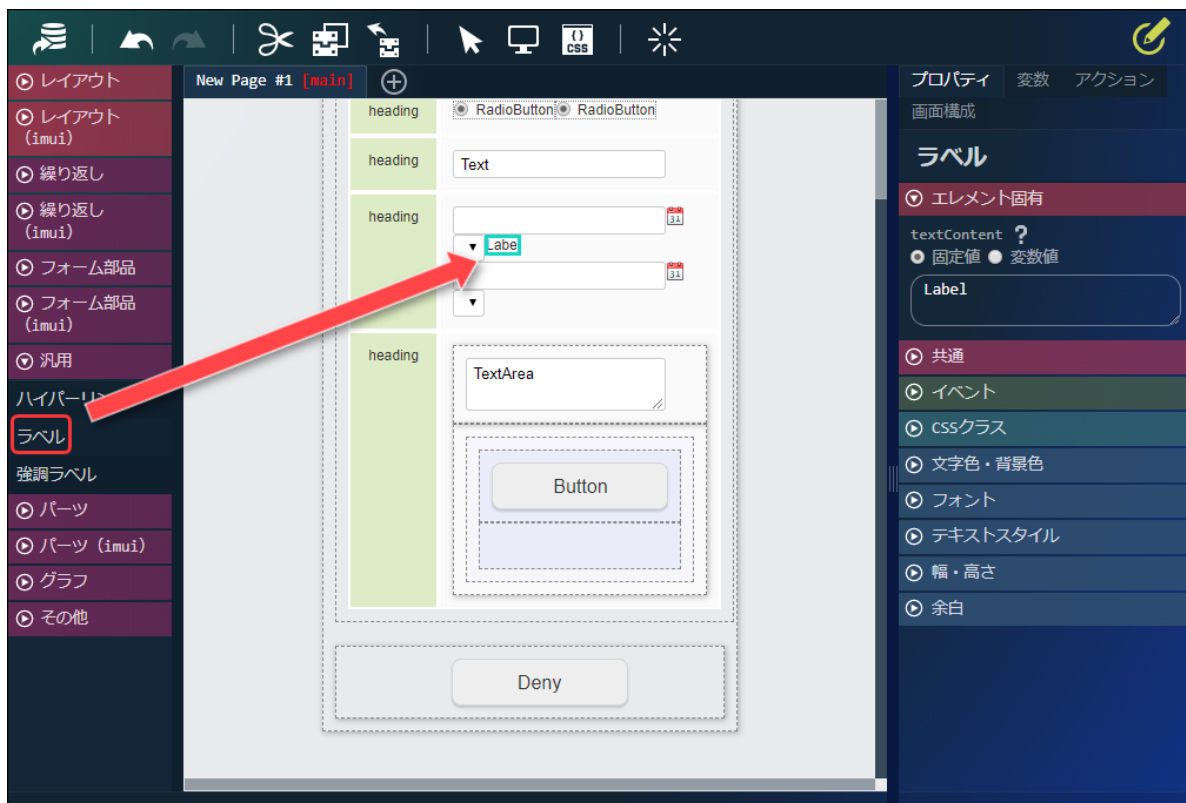 {}
CSS
レイアウト
レイアウト
(imui)
繰り返し
繰り返し
(imui)
フォーム部品
フォーム部品
(imui)
汎用
ハイパーリン
ラベル
強調ラベル
パーツ
パーツ (imui)
グラフ
その他
New Page #1 [main]
heading
RadioButton RadioButton
heading
Text
heading
31
Labe
31
heading
TextArea
Button
Deny
プロパティ 変数 アクション
画面構成
ラベル
エレメント固有
textContent ?
固定値 変数値
Label
共通
イベント
CSSクラス
文字色・背景色
フォント
テキストスタイル
幅・高さ
余白